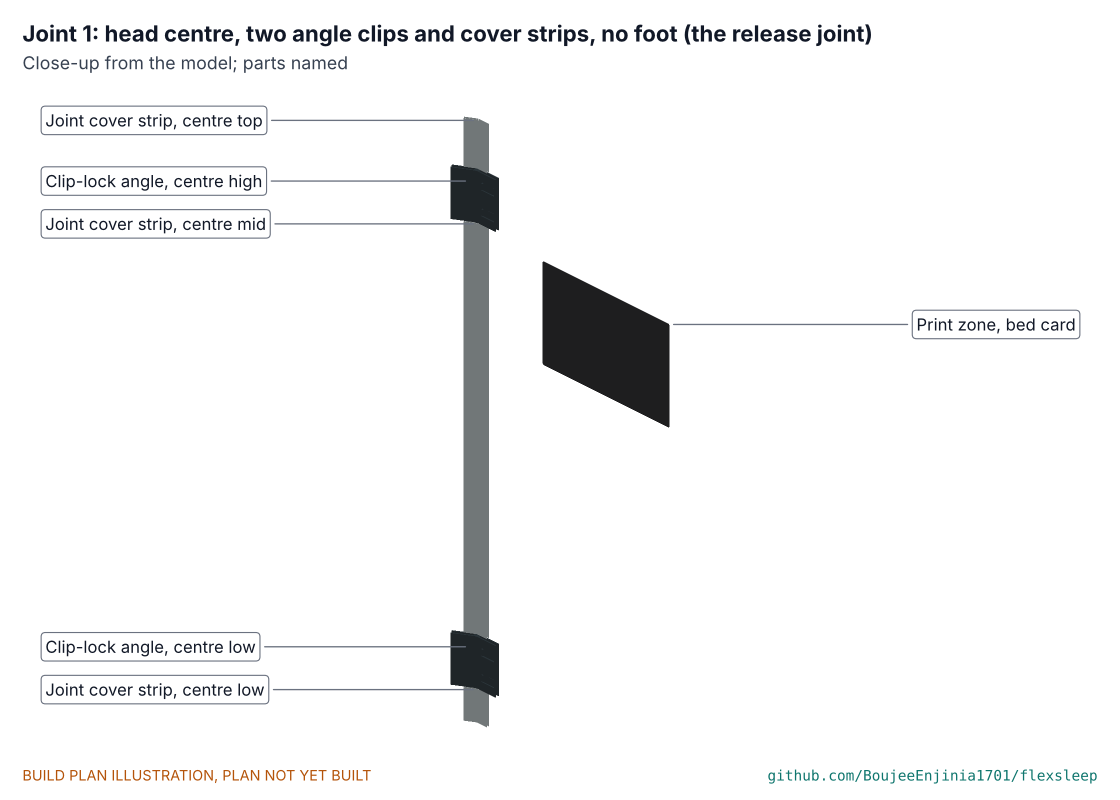 Joint 1: head centre, two angle clips and cover strips, no foot (the release joint)
Close-up from the model; parts named
Joint cover strip, centre top
Clip-lock angle, centre high
Joint cover strip, centre mid
Print zone, bed card
Clip-lock angle, centre low
Joint cover strip, centre low
BUILD PLAN ILLUSTRATION, PLAN NOT YET BUILT
github.com/BoujeeEnjinia1701/flexsleep